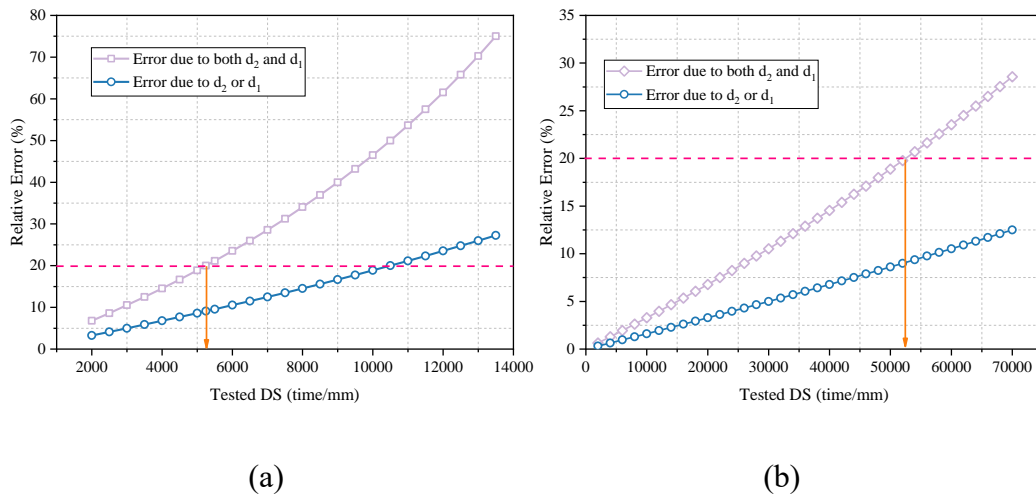 80
75
70
60
50
40
30
20
10
0
Relative Error (%)
Error due to both d₂ and d₁
Error due to d₂ or d₁
2000 4000 6000 8000 10000 12000 14000
Tested DS (time/mm)
(a)
35
30
25
20
15
10
5
0
Relative Error (%)
Error due to both d₂ and d₁
Error due to d₂ or d₁
0 10000 20000 30000 40000 50000 60000 70000
Tested DS (time/mm)
(b)